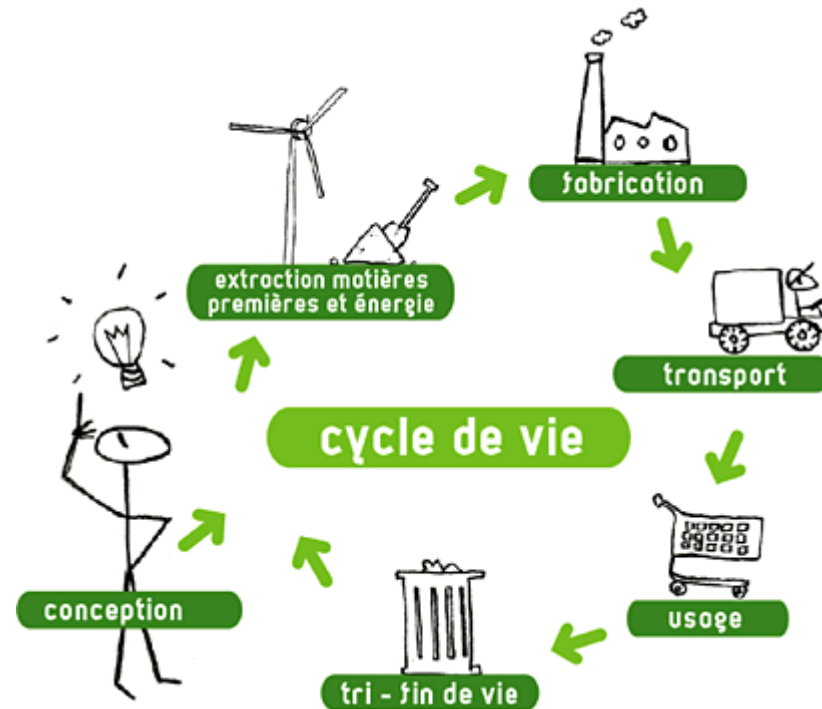 fabrication
extraction matières
premières et énergie
transport
cycle de vie
conception
usage
tri - fin de vie